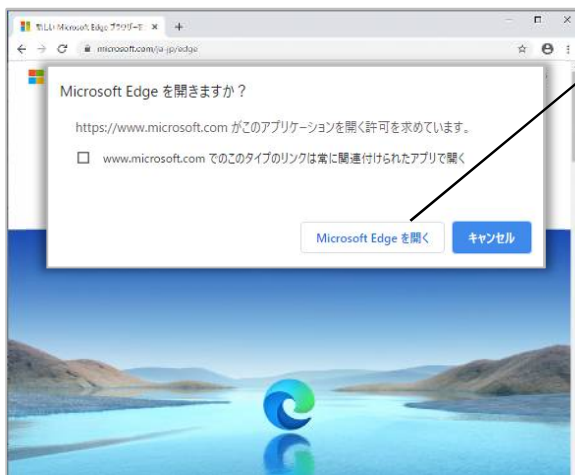 Microsoft Edge ブラウザーを
microsoft.com/ja-jp/edge
Microsoft Edge を開きますか？
https://www.microsoft.com がこのアプリケーションを開く許可を求めています。
www.microsoft.com でのこのタイプのリンクは常に関連付けられたアプリで開く
Microsoft Edge を開く
キャンセル